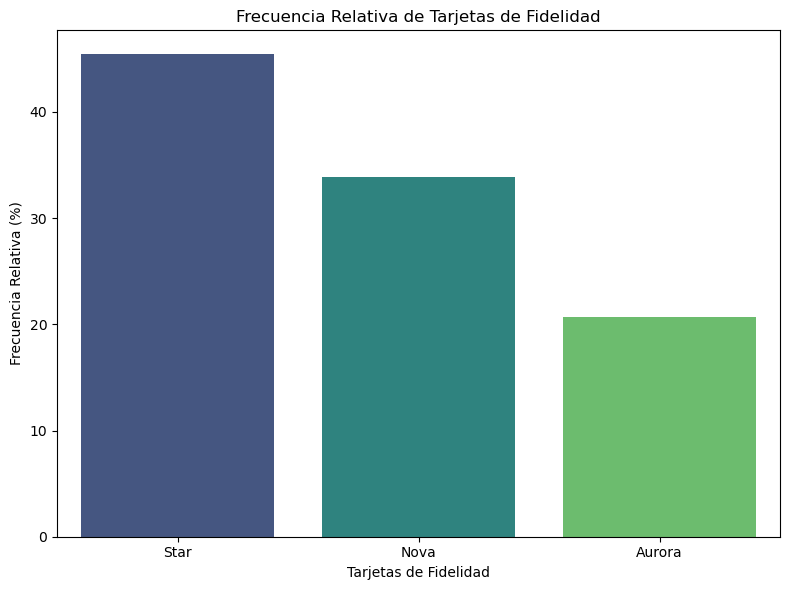 Frecuencia Relativa de Tarjetas de Fidelidad
Frecuencia Relativa (%)
40
30
20
10
0
Star
Nova
Aurora
Tarjetas de Fidelidad